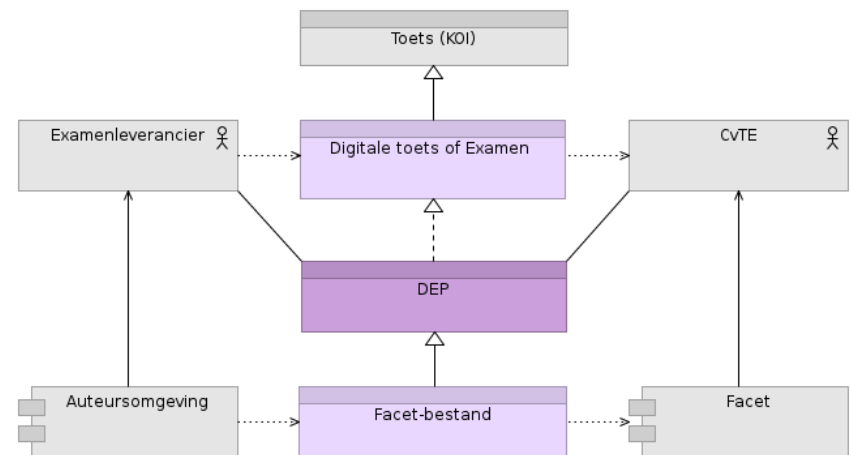 Toets (KOI)
Examenleverancier
Digitale toets of Examen
CvTE
DEP
Auteursomgeving
Facet-bestand
Facet